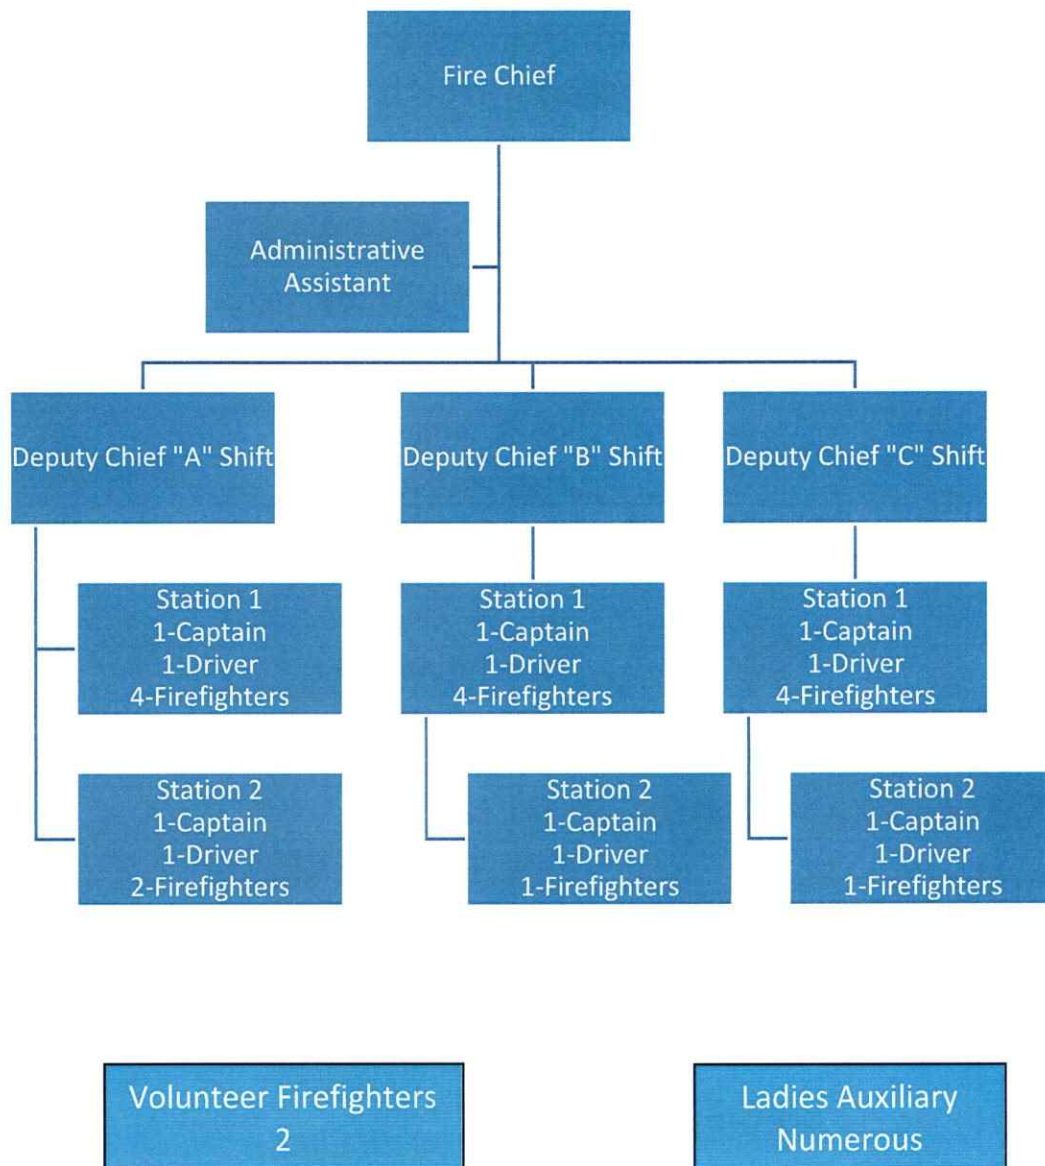 Fire Chief
Administrative
Assistant
Deputy Chief "A" Shift
Deputy Chief "B" Shift
Deputy Chief "C" Shift
Station 1
1-Captain
1-Driver
4-Firefighters
Station 1
1-Captain
1-Driver
4-Firefighters
Station 1
1-Captain
1-Driver
4-Firefighters
Station 2
1-Captain
1-Driver
2-Firefighters
Station 2
1-Captain
1-Driver
1-Firefighters
Station 2
1-Captain
1-Driver
1-Firefighters
Volunteer Firefighters
2
Ladies Auxiliary
Numerous